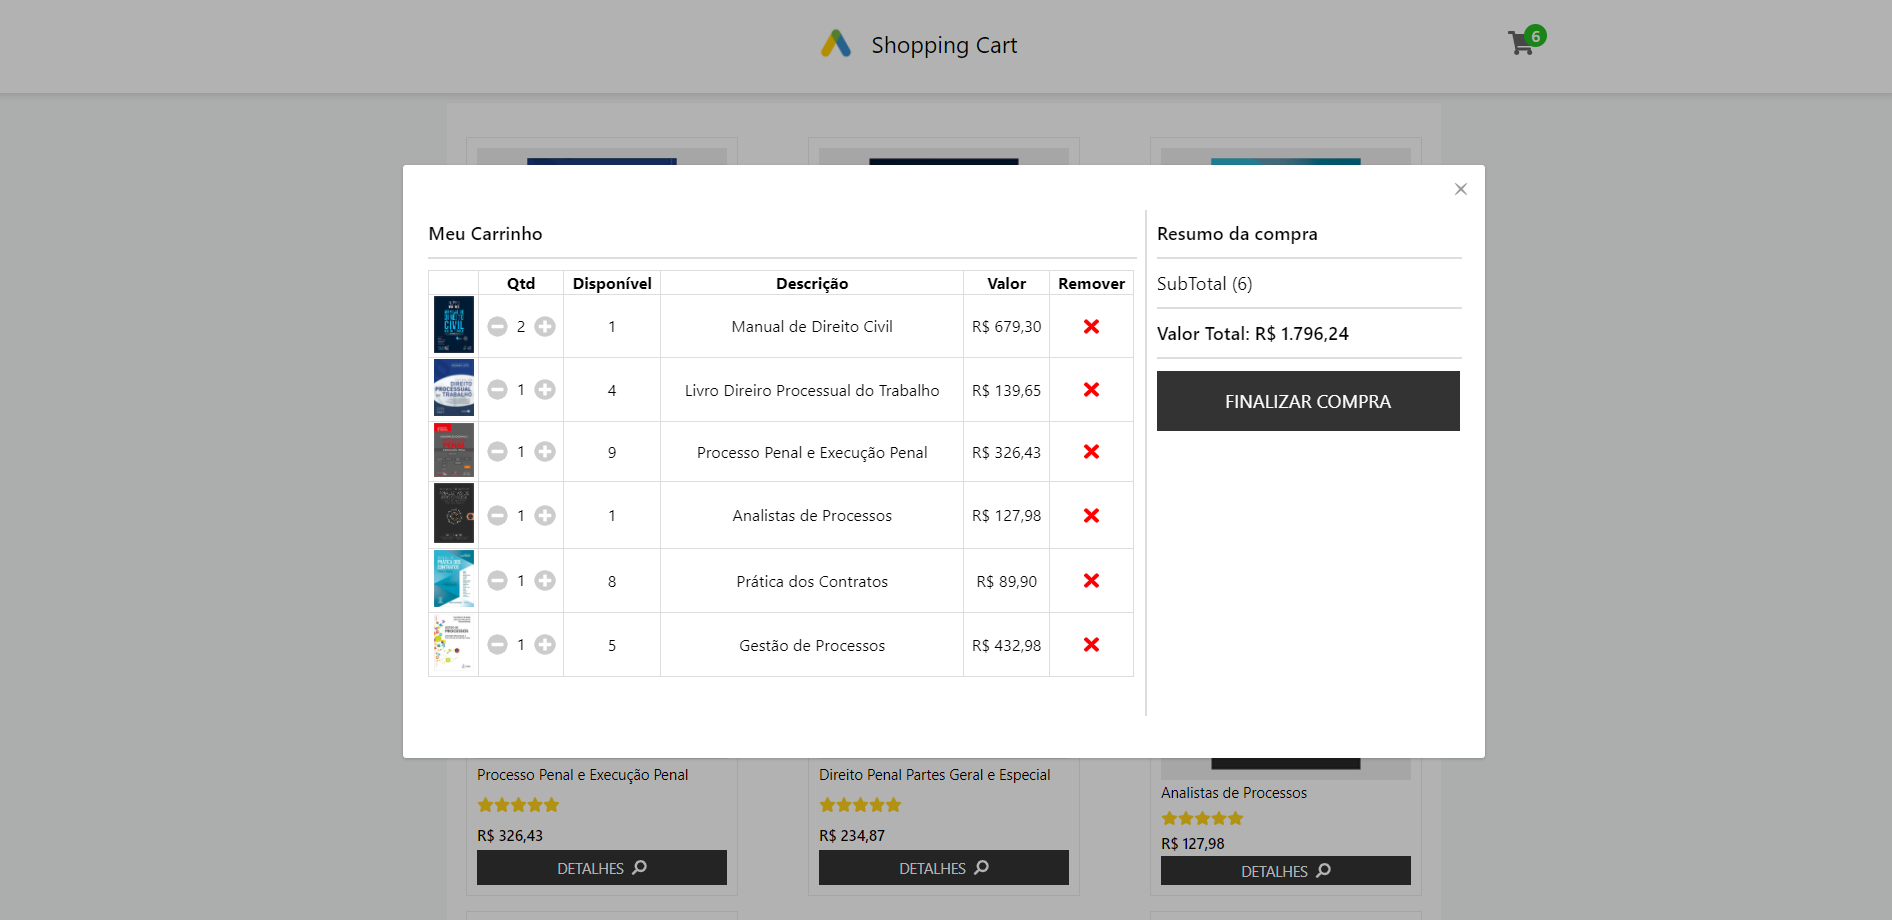 Shopping Cart
6
Meu Carrinho
Qtd Disponível Descrição Valor Remover
2 1 Manual de Direito Civil R$ 679,30
1 4 Livro Direiro Processual do Trabalho R$ 139,65
1 9 Processo Penal e Execução Penal R$ 326,43
1 1 Analistas de Processos R$ 127,98
1 8 Prática dos Contratos R$ 89,90
1 5 Gestão de Processos R$ 432,98
Resumo da compra
SubTotal (6)
Valor Total: R$ 1.796,24
FINALIZAR COMPRA
Processo Penal e Execução Penal
R$ 326,43
DETALHES
Direito Penal Partes Geral e Especial
R$ 234,87
DETALHES
Analistas de Processos
R$ 127,98
DETALHES